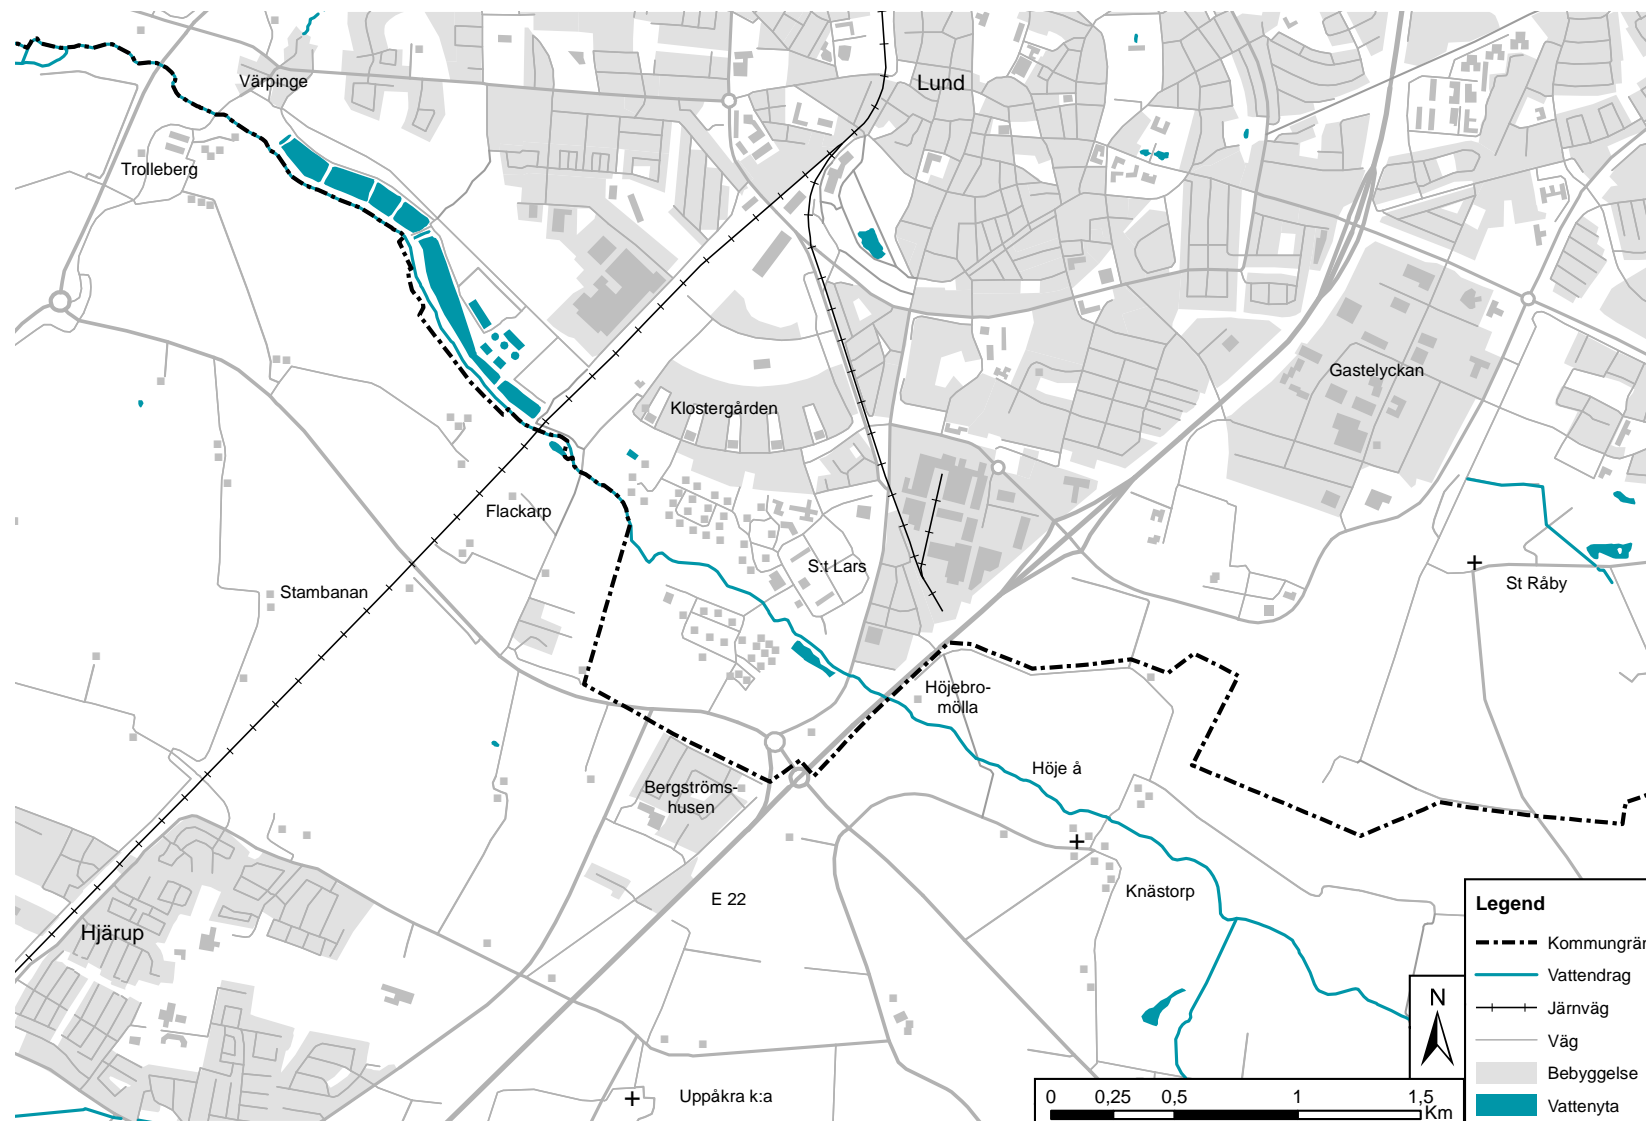 Lund
Värpinge
Trolleberg
Gastelyckan
Klostergården
Flackarp
S:t Lars
Stambanan
St Råby
Höjebro-
mölla
Höje å
Bergströms-
husen
Knästorp
E 22
Hjärup
Uppåkra k:a
Legend
Kommungrän
Vattendrag
Järnväg
Väg
Bebyggelse
Vattenyta
N
0 0,25 0,5 1 1,5
Km